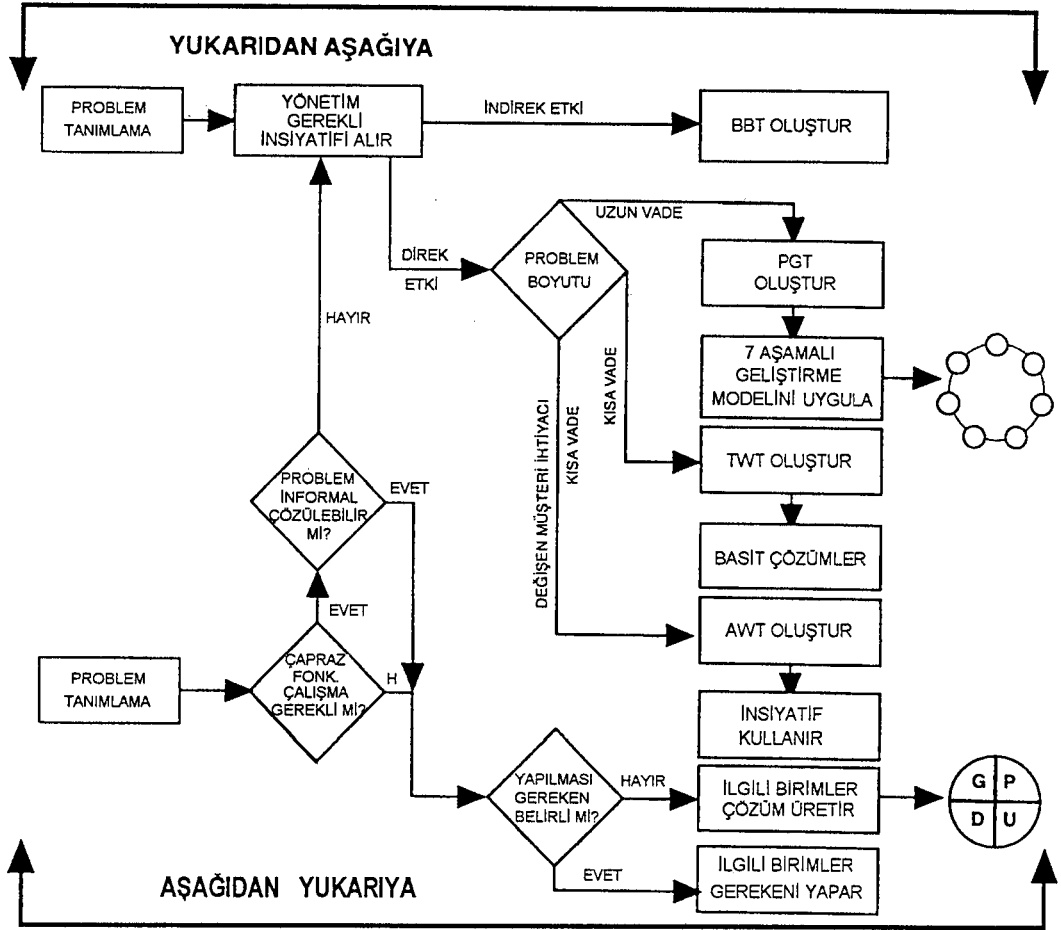 YUKARIDAN AŞAĞIYA
PROBLEM
TANIMLAMA
YÖNETİM
GEREKLİ
İNSİYATİFİ ALIR
İNDİREK ETKİ
BBT OLUŞTUR
UZUN VADE
DİREK
ETKİ
PROBLEM
BOYUTU
PGT
OLUŞTUR
HAYIR
7 AŞAMALI
GELİŞTİRME
MODELİNİ UYGULA
KISA VADE
DEĞİŞEN MÜŞTERİ İHTİYACI
KISA VADE
TWT OLUŞTUR
PROBLEM
İNFORMAL
ÇÖZÜLEBİLİR
Mİ?
EVET
BASİT ÇÖZÜMLER
EVET
AWT OLUŞTUR
PROBLEM
TANIMLAMA
ÇAPRAZ
FONK.
ÇALIŞMA
GEREKLİ Mİ?
H
İNSİYATİF
KULLANIR
YAPILMASI
GEREKEN
BELİRLİ Mİ?
HAYIR
İLGİLİ BİRİMLER
ÇÖZÜM ÜRETİR
G P
D U
EVET
İLGİLİ BİRİMLER
GEREKENİ YAPAR
AŞAĞIDAN YUKARIYA